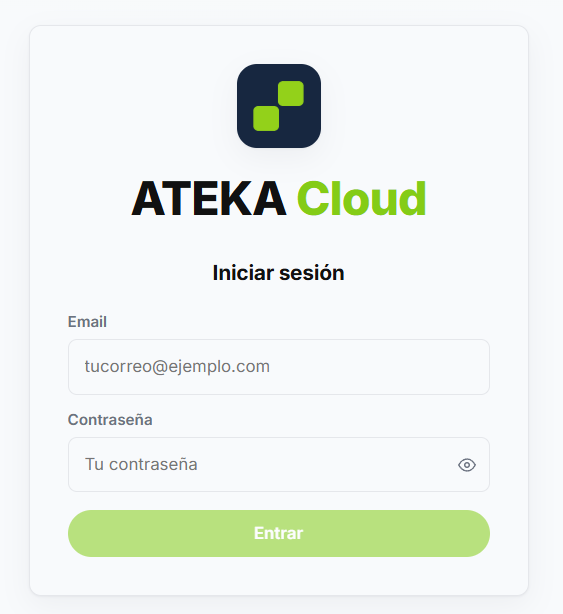 ATEKA Cloud
Iniciar sesión
Email
tucorreo@ejemplo.com
Contraseña
Tu contraseña
Entrar